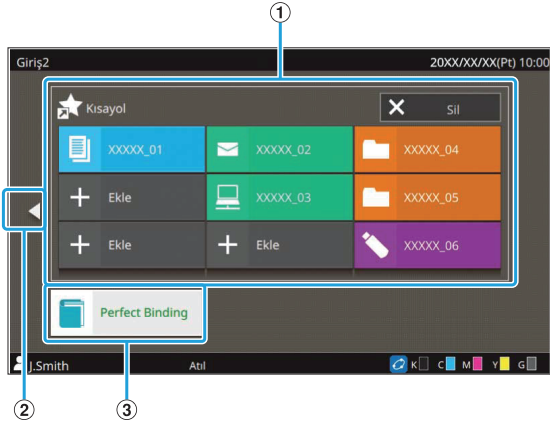 ①
Giriş2 20XX/XX/XX(Pt) 10:00
Kısayol Sil
XXXXX_01 XXXXX_02 XXXXX_04
Ekle XXXXX_03 XXXXX_05
Ekle Ekle XXXXX_06
Perfect Binding
J.Smith Atıl K C M Y G
② ③